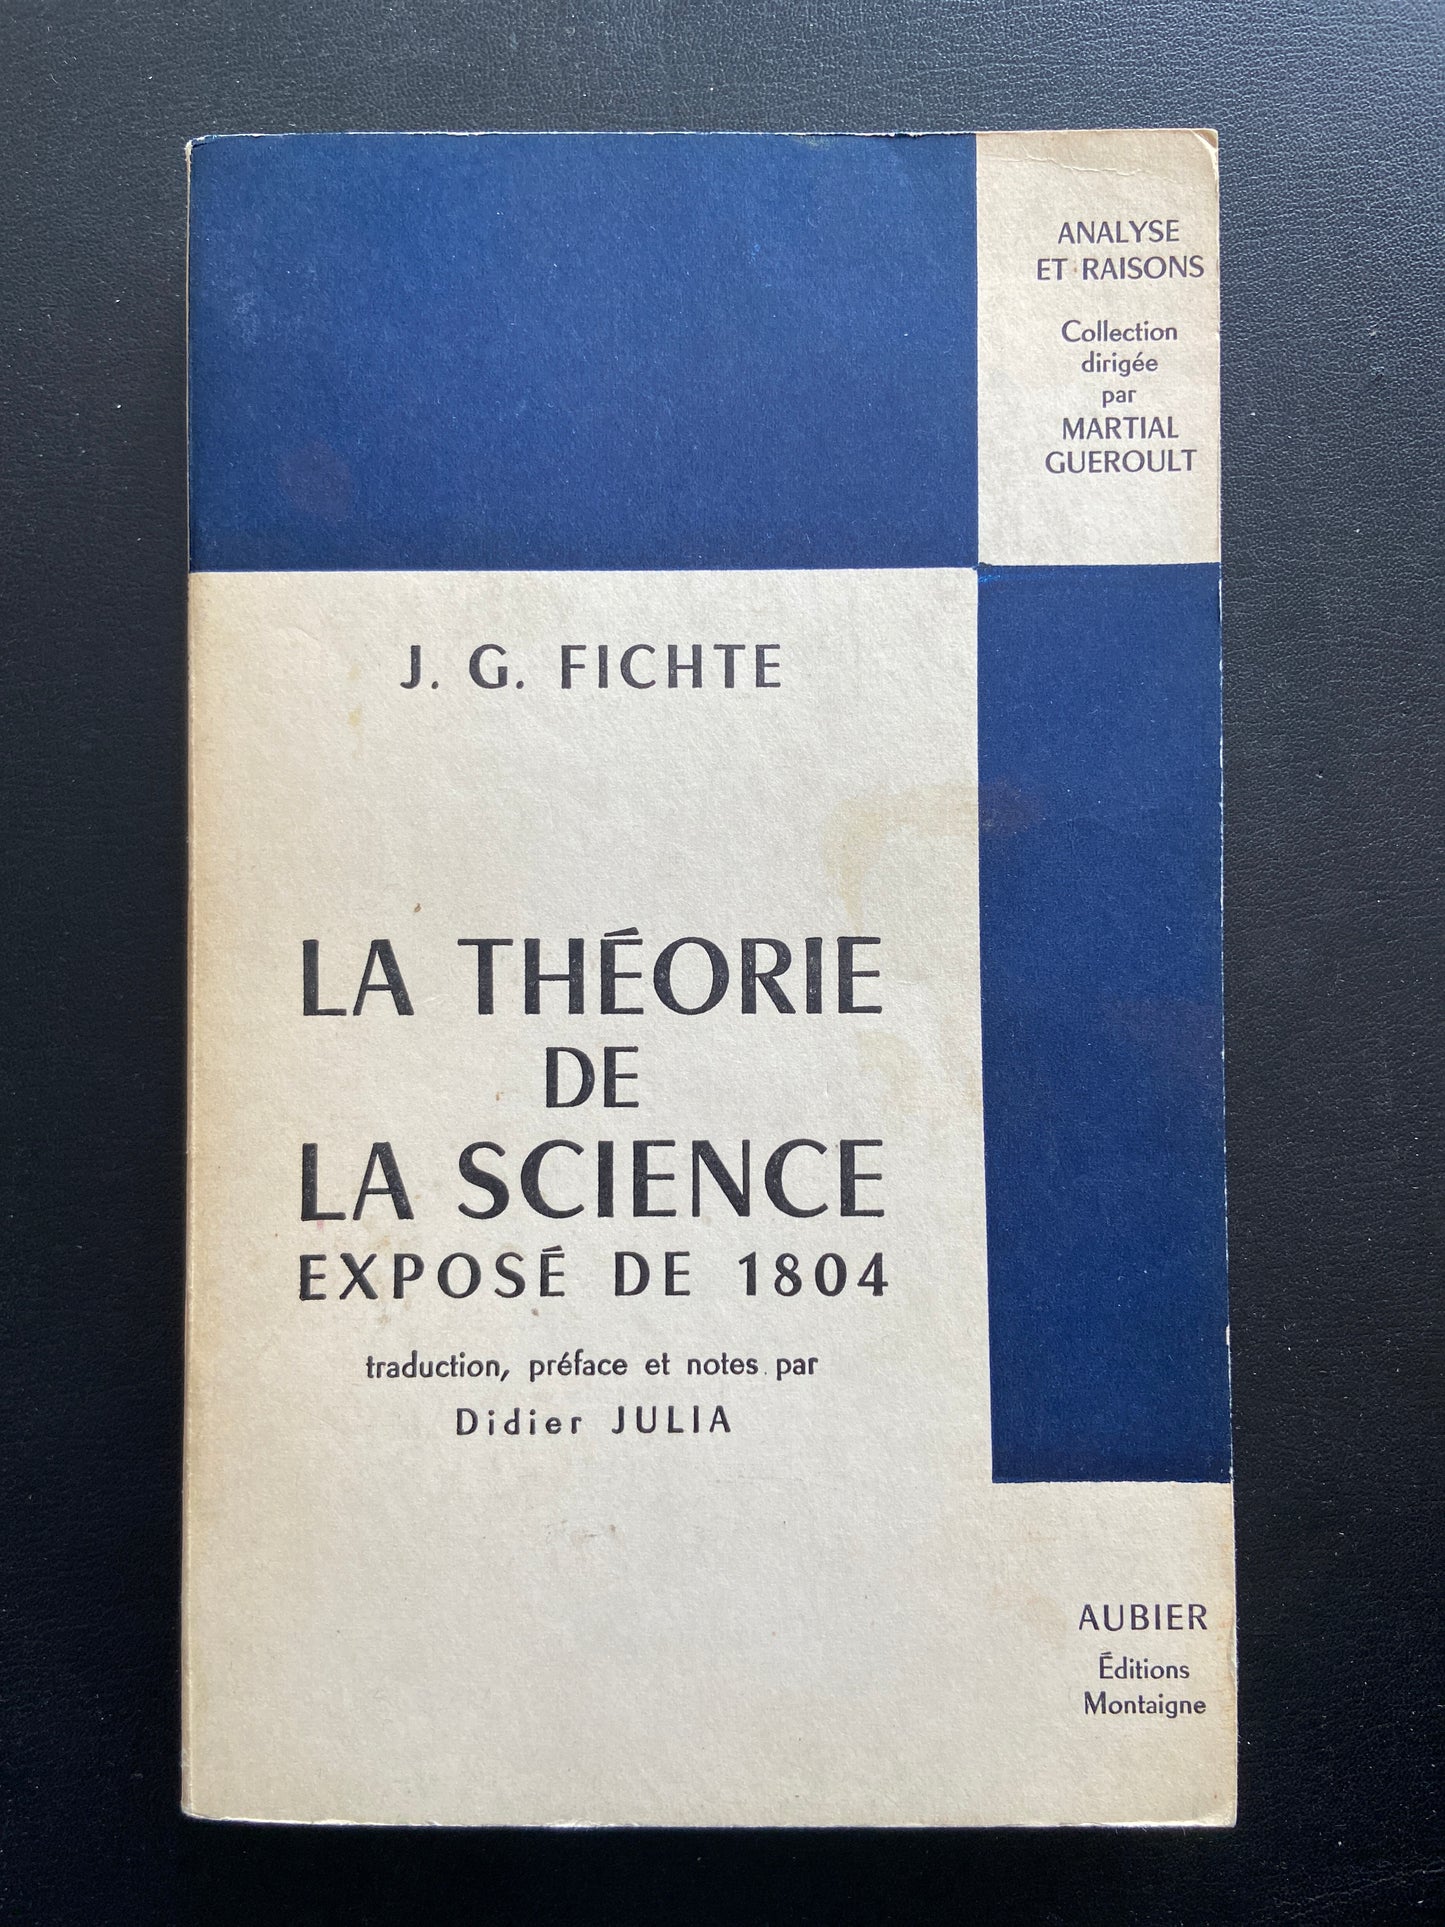 ANALYSE
ET RAISONS
Collection
dirigée
par
MARTIAL
GUEROULT
J. G. FICHTE
LA THÉORIE
DE
LA SCIENCE
EXPOSÉ DE 1804
traduction, préface et notes par
Didier JULIA
AUBIER
Éditions
Montaigne